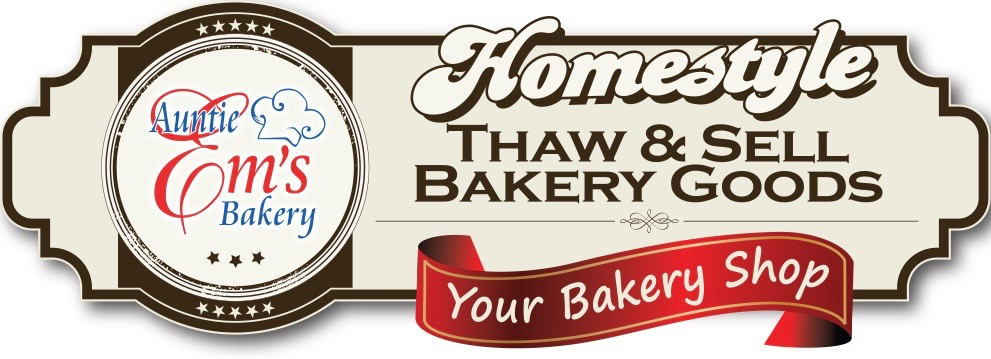 Auntie
Em's
Bakery
Homestyle
THAW & SELL
BAKERY GOODS
Your Bakery Shop